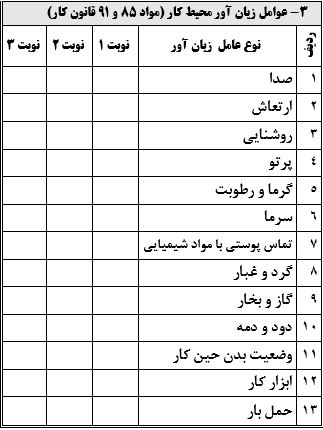 ۳- عوامل زیان آور محیط کار (مواد ۸۵ و ۹۱ قانون کار)
ردیف نوع عامل زیان آور نوبت ۱ نوبت ۲ نوبت ۳
۱ صدا
۲ ارتعاش
۳ روشنایی
۴ پرتو
۵ گرما و رطوبت
۶ سرما
۷ تماس پوستی با مواد شیمیایی
۸ گرد و غبار
۹ گاز و بخار
۱۰ دود و دمه
۱۱ وضعیت بدن حین کار
۱۲ ابزار کار
۱۳ حمل بار